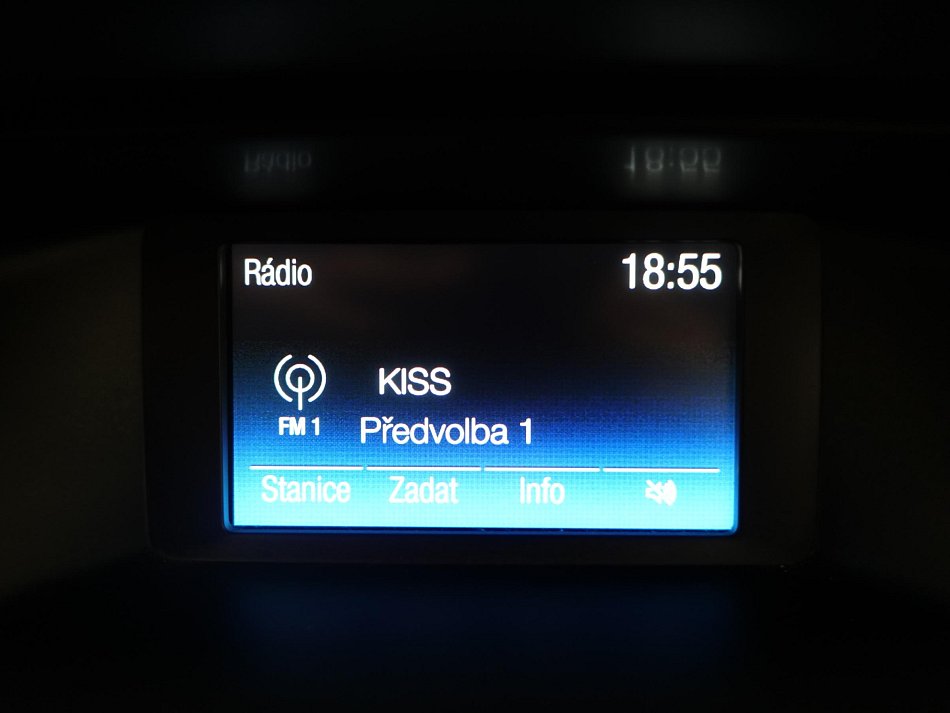 Rádio 18:55
KISS
FM 1 Předvolba 1
Stanice Zadat Info